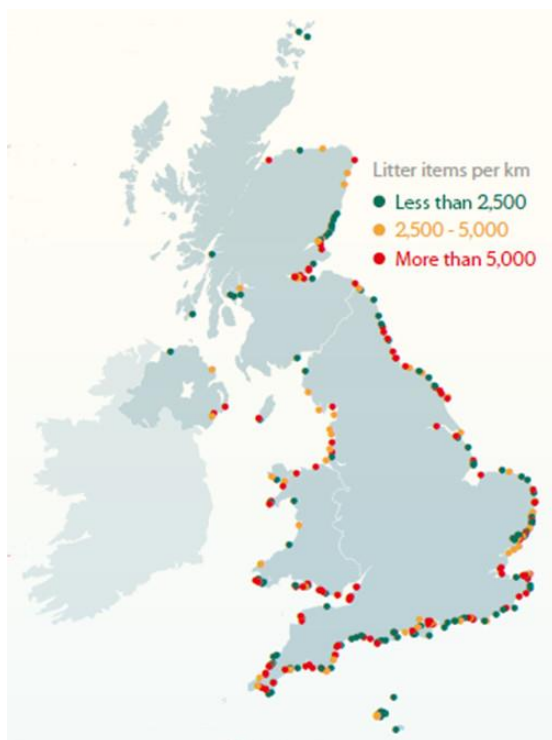 Litter items per km
Less than 2,500
2,500 - 5,000
More than 5,000